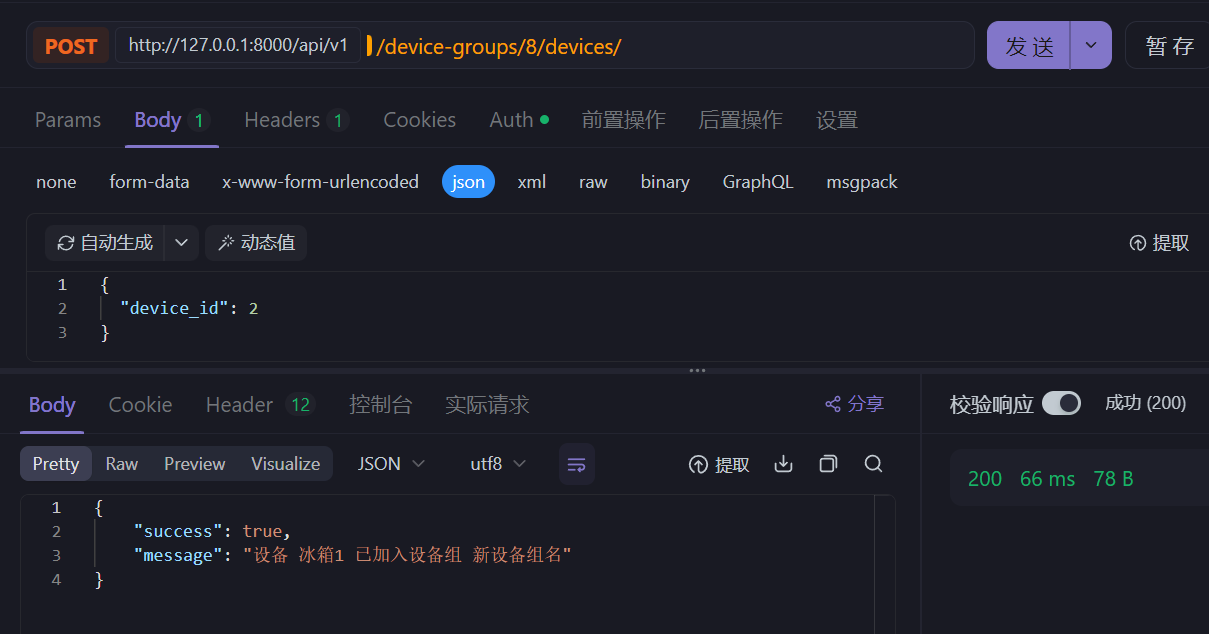 POST http://127.0.0.1:8000/api/v1 /device-groups/8/devices/ 发 送 暂 存
Params Body 1 Headers 1 Cookies Auth 前置操作 后置操作 设置
none form-data x-www-form-urlencoded json xml raw binary GraphQL msgpack
自动生成 动态值 提取
1 {
2 "device_id": 2
3 }
Body Cookie Header 12 控制台 实际请求 分享 校验响应 成功 (200)
Pretty Raw Preview Visualize JSON utf8 提取 200 66 ms 78 B
1 {
2 "success": true,
3 "message": "设备 冰箱1 已加入设备组 新设备组名"
4 }